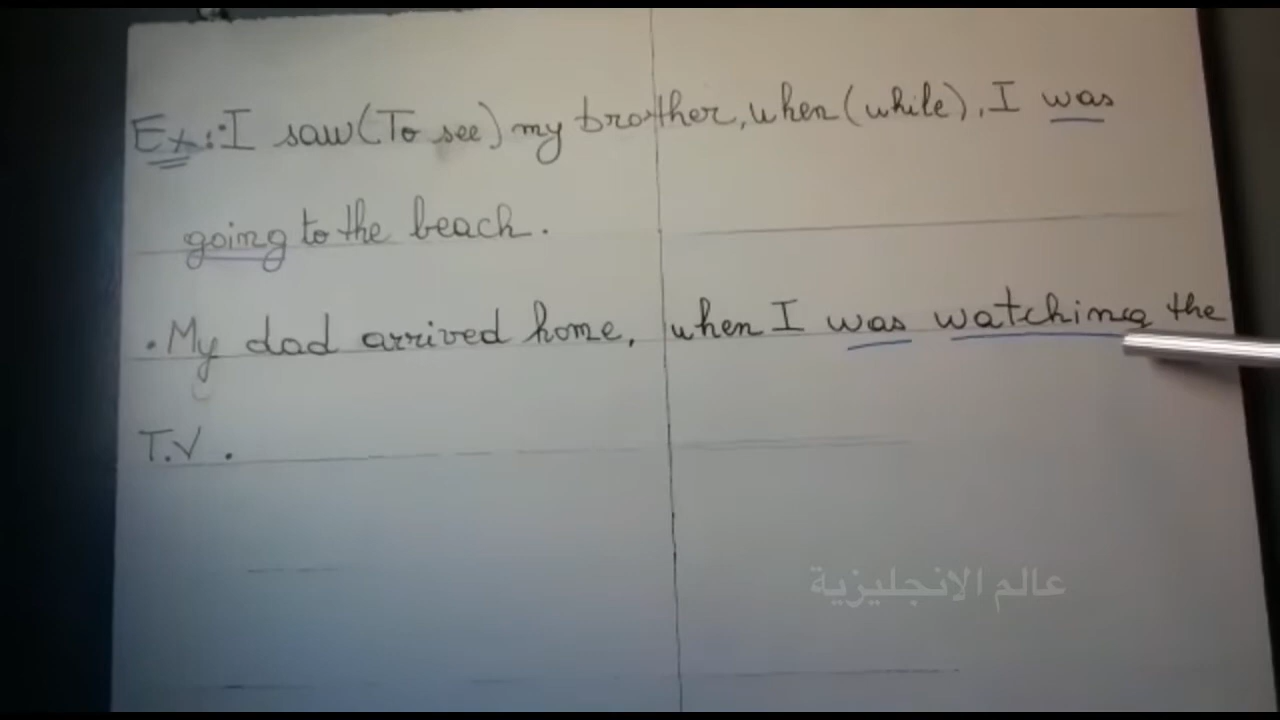 Ex: I saw (To see) my brother, when (while), I was
going to the beach.
. My dad arrived home, when I was watching the
T.V.
عالم الانجليزية